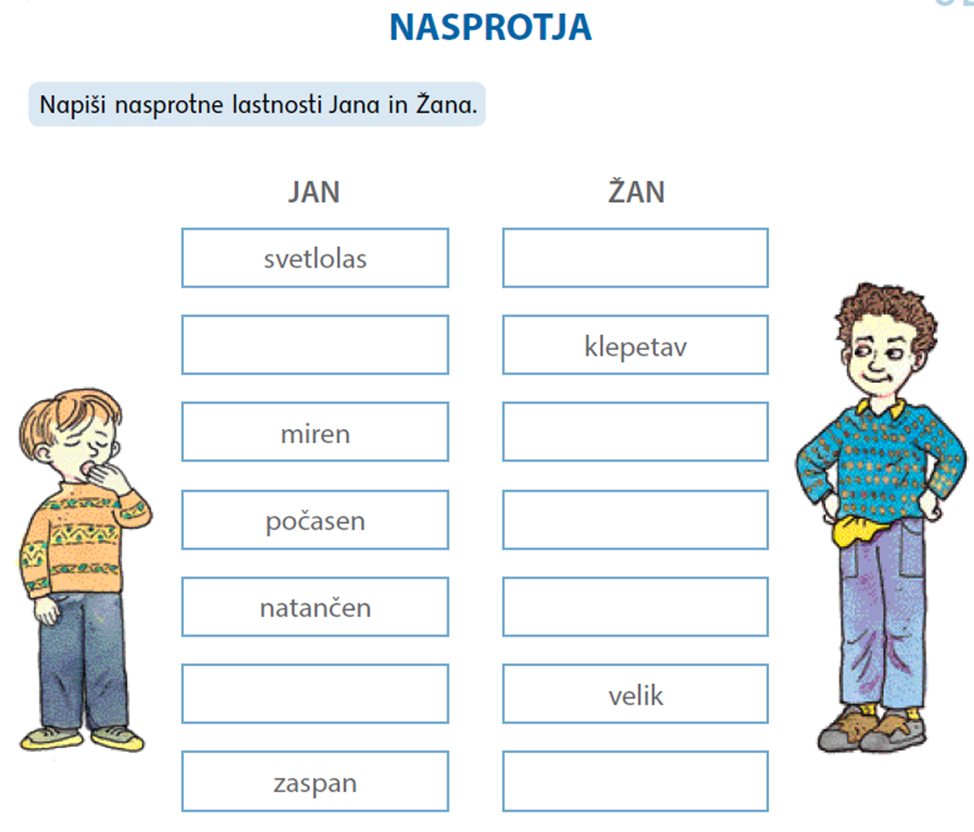 NASPROTJA
Napiši nasprotne lastnosti Jana in Žana.
JAN ŽAN
svetlolas
klepetav
miren
počasen
natančen
velik
zaspan